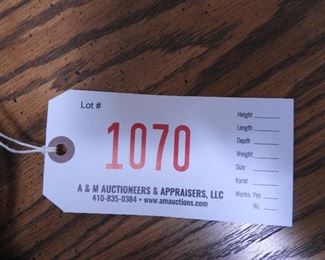 Lot #
1070
A & M AUCTIONEERS & APPRAISERS, LLC
410-835-0384 • www.amauctions.com
Height
Length
Depth
Weight
Size
Karat
Works: Yes
No